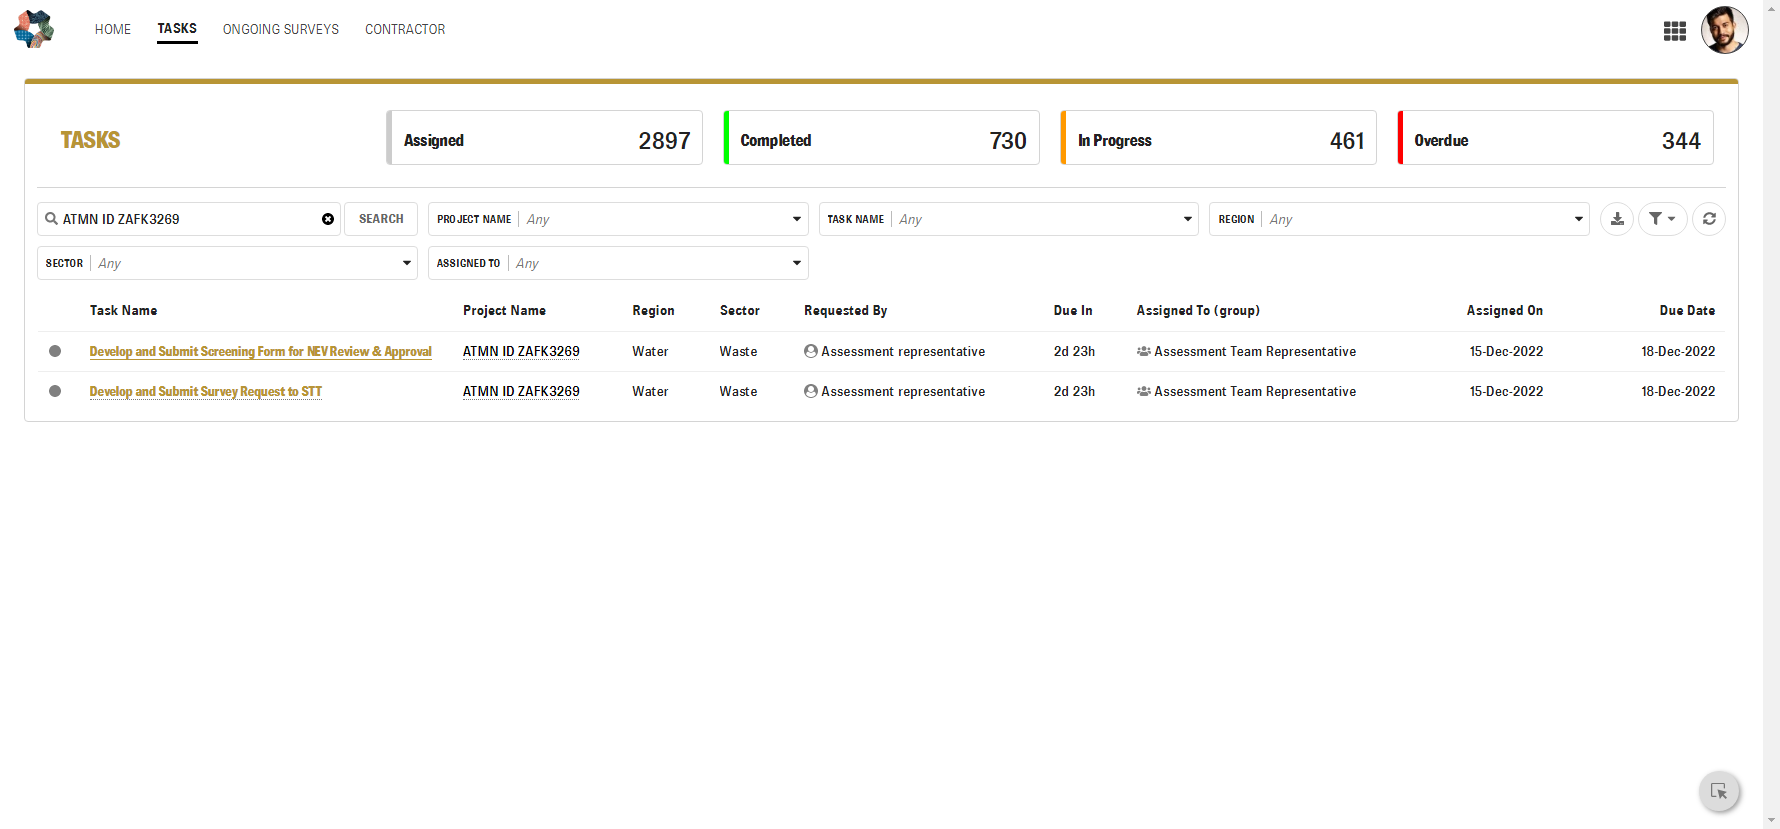 HOME TASKS ONGOING SURVEYS CONTRACTOR
TASKS
Assigned 2897
Completed 730
In Progress 461
Overdue 344
ATMN ID ZAFK3269 SEARCH PROJECT NAME Any TASK NAME Any REGION Any
SECTOR Any ASSIGNED TO Any
Task Name Project Name Region Sector Requested By Due In Assigned To (group) Assigned On Due Date
Develop and Submit Screening Form for NEV Review & Approval ATMN ID ZAFK3269 Water Waste Assessment representative 2d 23h Assessment Team Representative 15-Dec-2022 18-Dec-2022
Develop and Submit Survey Request to STT ATMN ID ZAFK3269 Water Waste Assessment representative 2d 23h Assessment Team Representative 15-Dec-2022 18-Dec-2022